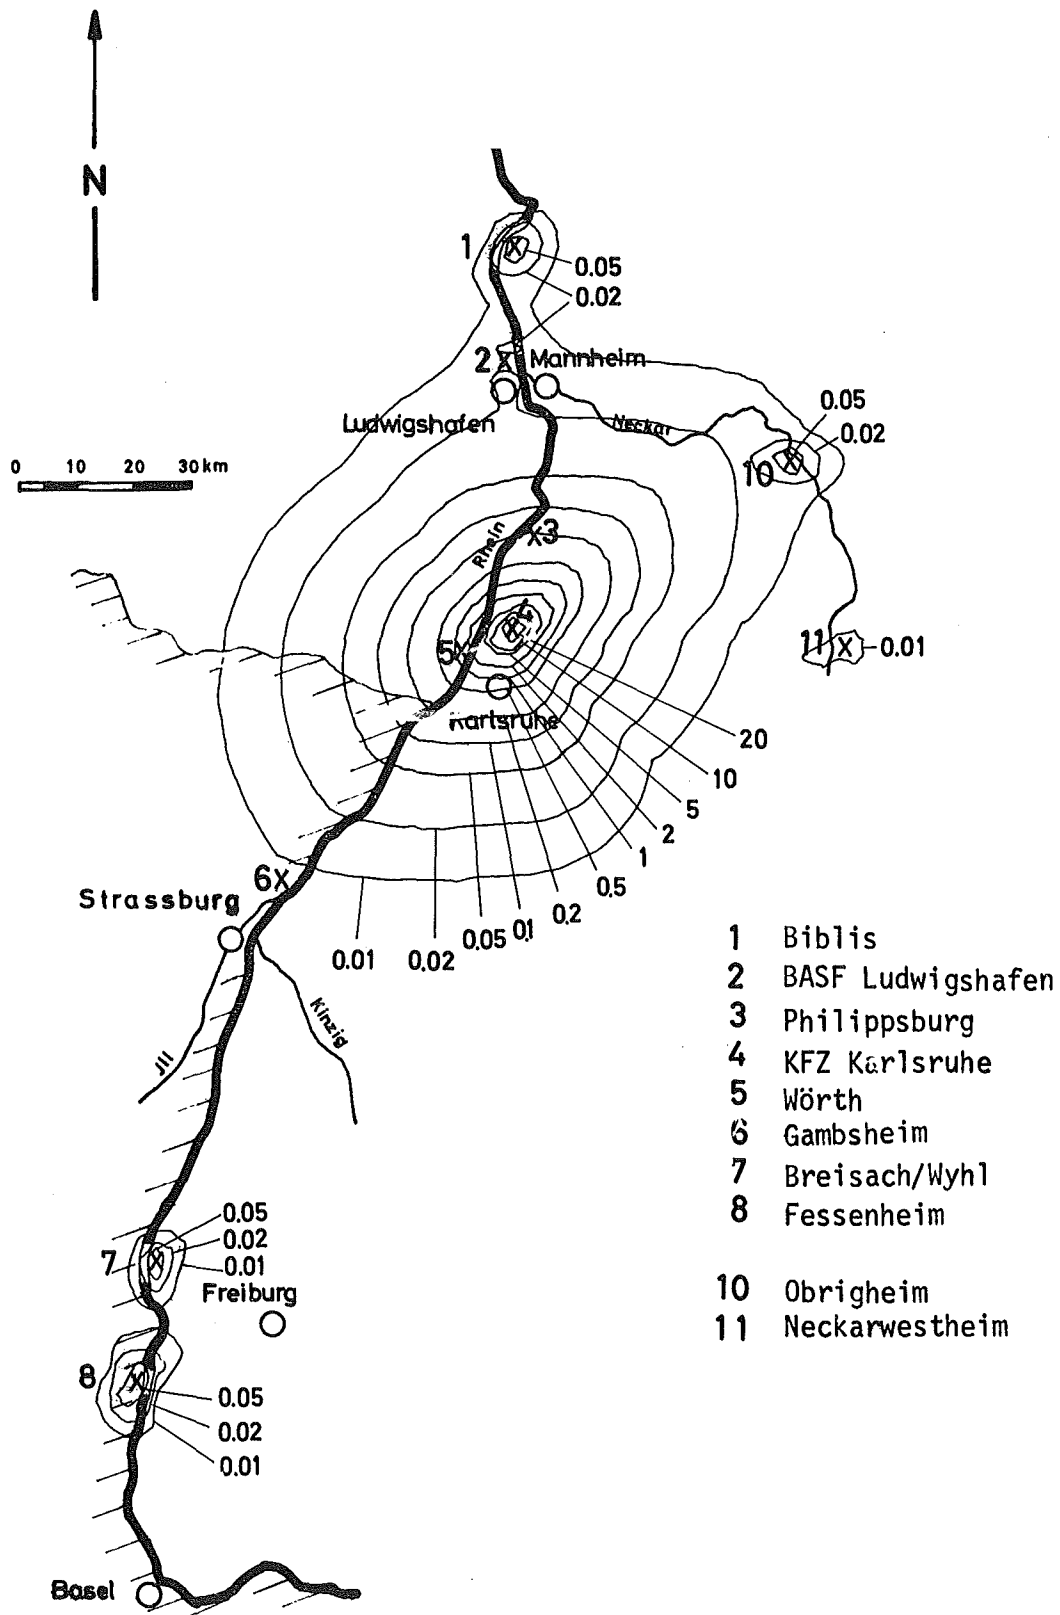 N
1
0.05
0.02
2 Mannheim
Ludwigshafen
Neckar
0.05
0.02
10
0 10 20 30 km
Rhein
3
4
5
11
0.01
Karlsruhe
20
10
5
2
1
0.5
0.2
0.1
0.05
0.02
0.01
6
Strassburg
Kinzig
Jll
1 Biblis
2 BASF Ludwigshafen
3 Philippsburg
4 KFZ Karlsruhe
5 Wörth
6 Gambsheim
7 Breisach/Wyhl
8 Fessenheim
10 Obrigheim
11 Neckarwestheim
7
0.05
0.02
0.01
Freiburg
8
0.05
0.02
0.01
Basel